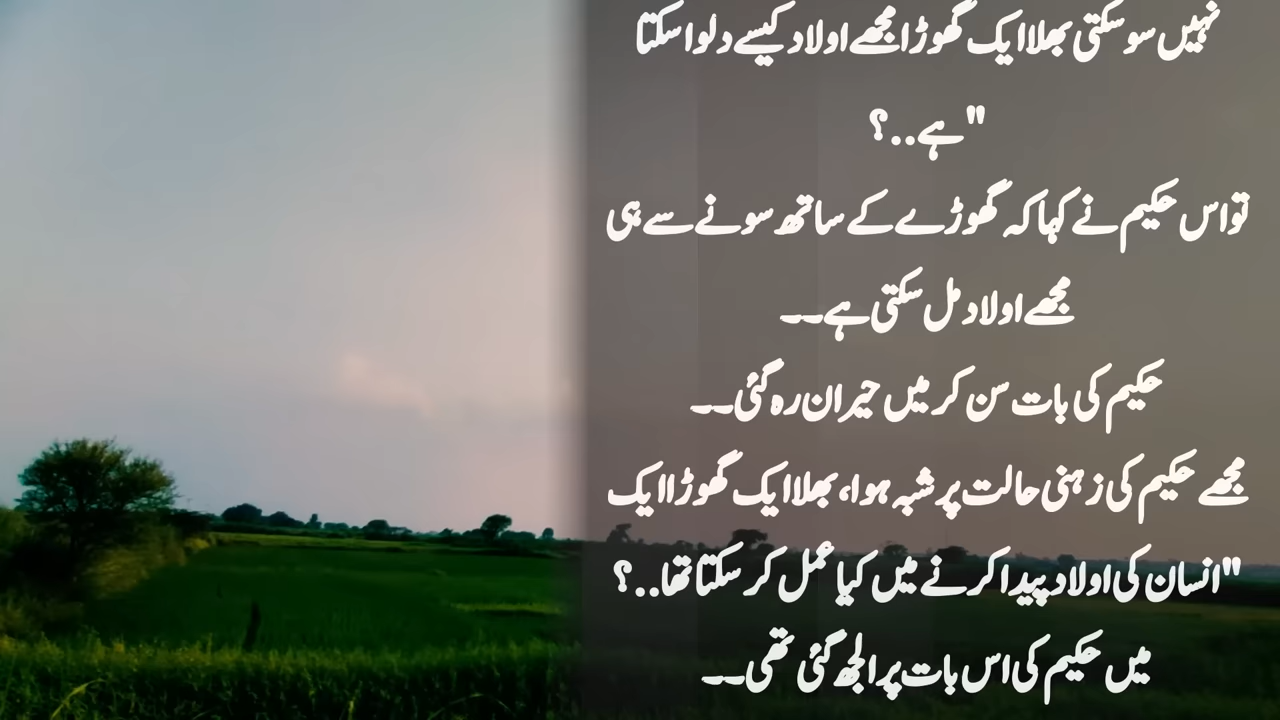 نہیں سو سکتی بھلا ایک گھوڑا مجھے اولاد کیسے دلوا سکتا
"ہے..؟
تو اس حکیم نے کہا کہ گھوڑے کے ساتھ سونے سے ہی
مجھے اولاد مل سکتی ہے۔۔
حکیم کی بات سن کر میں حیران رہ گئی۔۔
مجھے حکیم کی زہنی حالت پر شبہ ہوا، بھلا ایک گھوڑا ایک
"انسان کی اولاد پیدا کرنے میں کیا عمل کر سکتا تھا..؟
میں حکیم کی اس بات پر الجھ گئی تھی۔۔